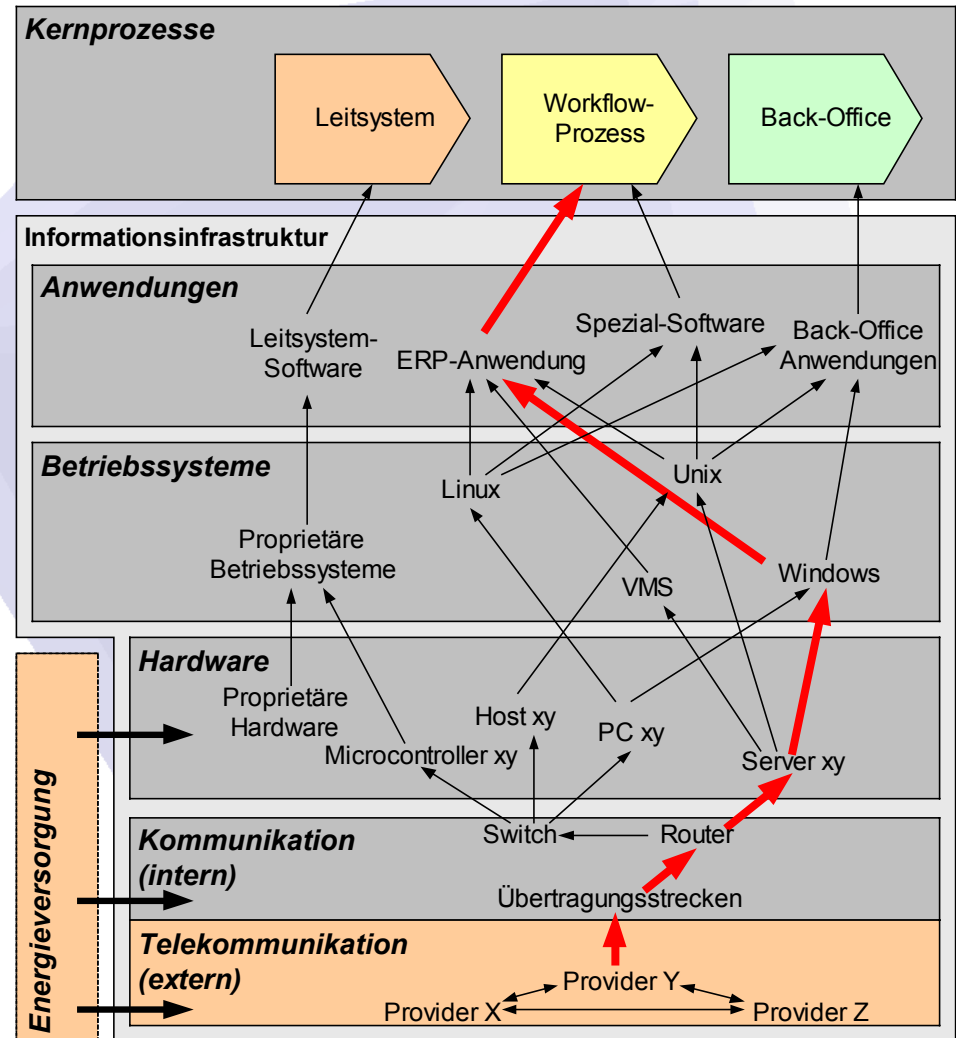 Kernprozesse
Leitsystem
Workflow-
Prozess
Back-Office
Informationsinfrastruktur
Anwendungen
Leitsystem-
Software
ERP-Anwendung
Spezial-Software
Back-Office
Anwendungen
Betriebssysteme
Linux
Unix
Proprietäre
Betriebssysteme
VMS
Windows
Hardware
Proprietäre
Hardware
Microcontroller xy
Host xy
PC xy
Server xy
Kommunikation
(intern)
Switch
Router
Übertragungsstrecken
Telekommunikation
(extern)
Provider Y
Provider X
Provider Z
Energieversorgung